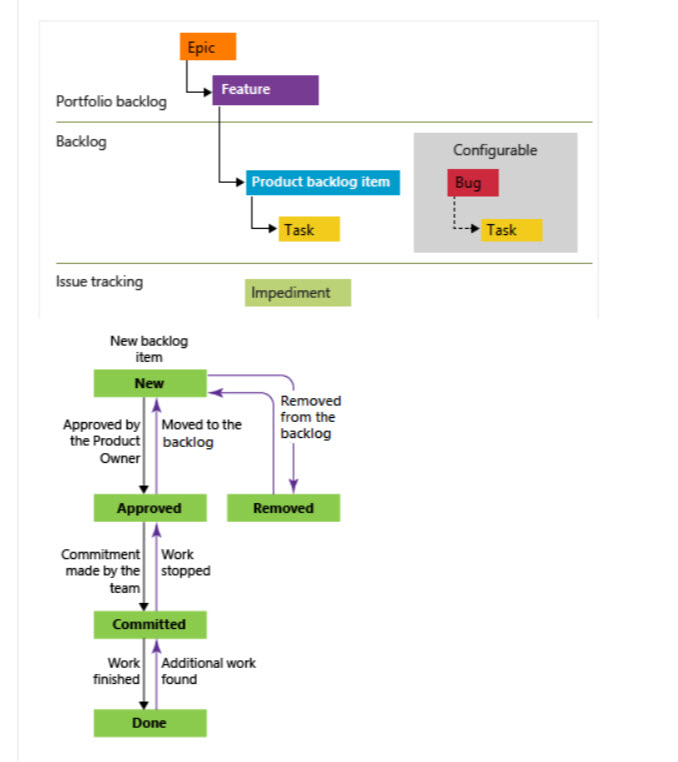 Epic
Feature
Portfolio backlog
Backlog
Configurable
Product backlog item
Bug
Task
Task
Issue tracking
Impediment
New backlog
item
New
Removed
from the
backlog
Approved by
the Product
Owner
Moved to the
backlog
Approved
Removed
Commitment
made by the
team
Work
stopped
Committed
Work
finished
Additional work
found
Done